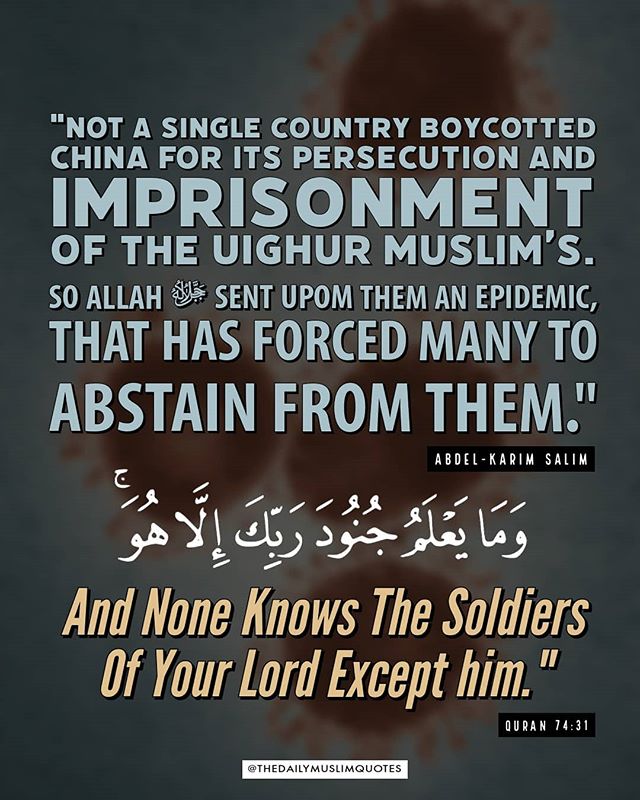 "NOT A SINGLE COUNTRY BOYCOTTED
CHINA FOR ITS PERSECUTION AND
IMPRISONMENT
OF THE UIGHUR MUSLIM'S.
SO ALLAH ﷻ SENT UPOM THEM AN EPIDEMIC,
THAT HAS FORCED MANY TO
ABSTAIN FROM THEM."
ABDEL-KARIM SALIM
وَمَا يَعْلَمُ جُنُودَ رَبِّكَ إِلَّا هُوَ ۚ
And None Knows The Soldiers
Of Your Lord Except him."
QURAN 74:31
@THEDAILYMUSLIMQUOTES